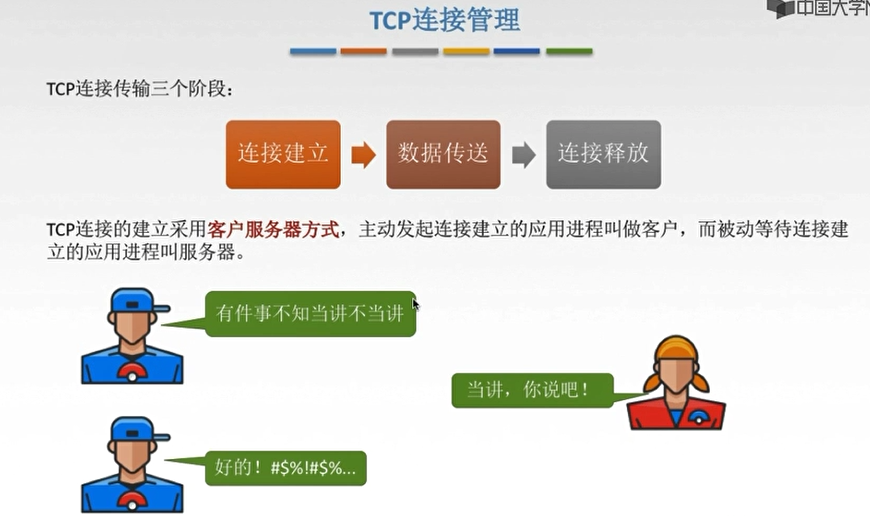 中国大学M
TCP连接管理
TCP连接传输三个阶段：
连接建立 数据传送 连接释放
TCP连接的建立采用客户服务器方式，主动发起连接建立的应用进程叫做客户，而被动等待连接建
立的应用进程叫服务器。
有件事不知当讲不当讲
当讲，你说吧！
好的！#$%!#$%...